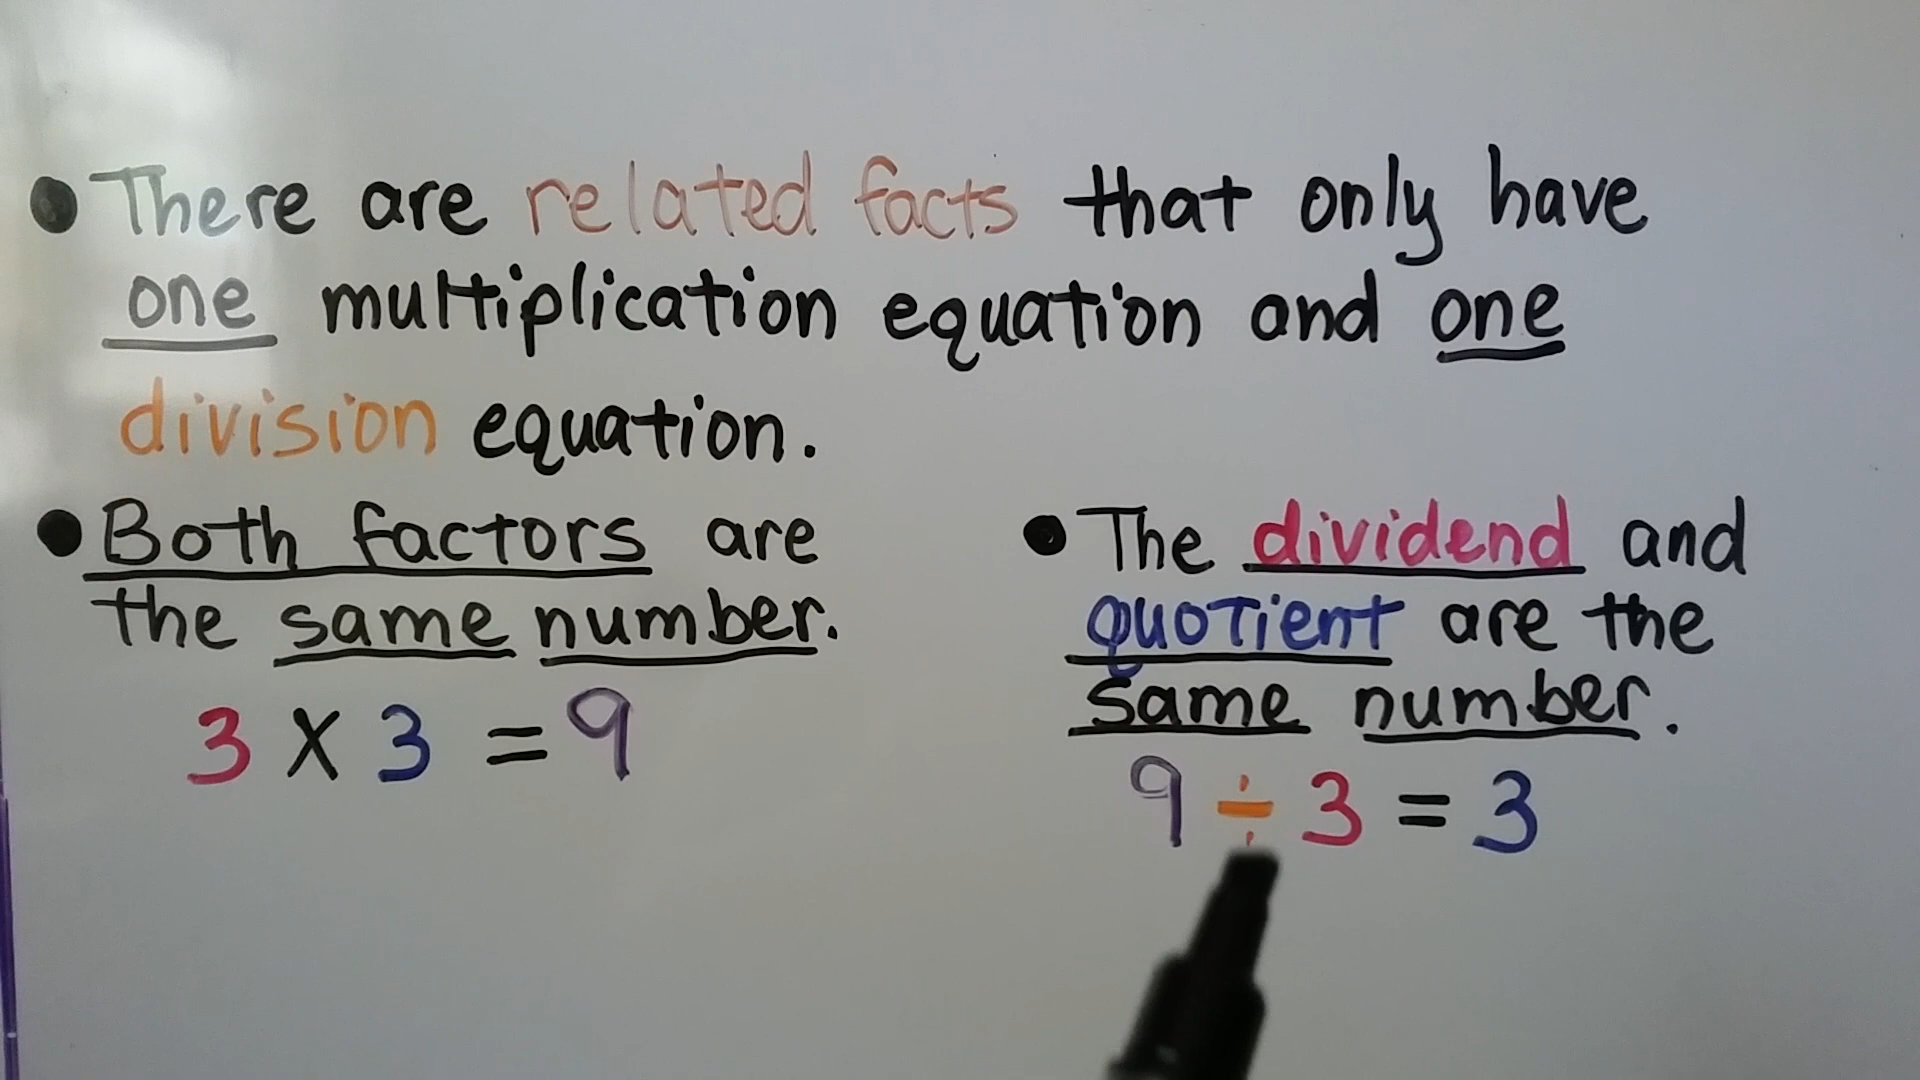 • There are related facts that only have
one multiplication equation and one
division equation.
• Both factors are
the same number.
3 x 3 = 9
• The dividend and
quotient are the
same number.
9 ÷ 3 = 3